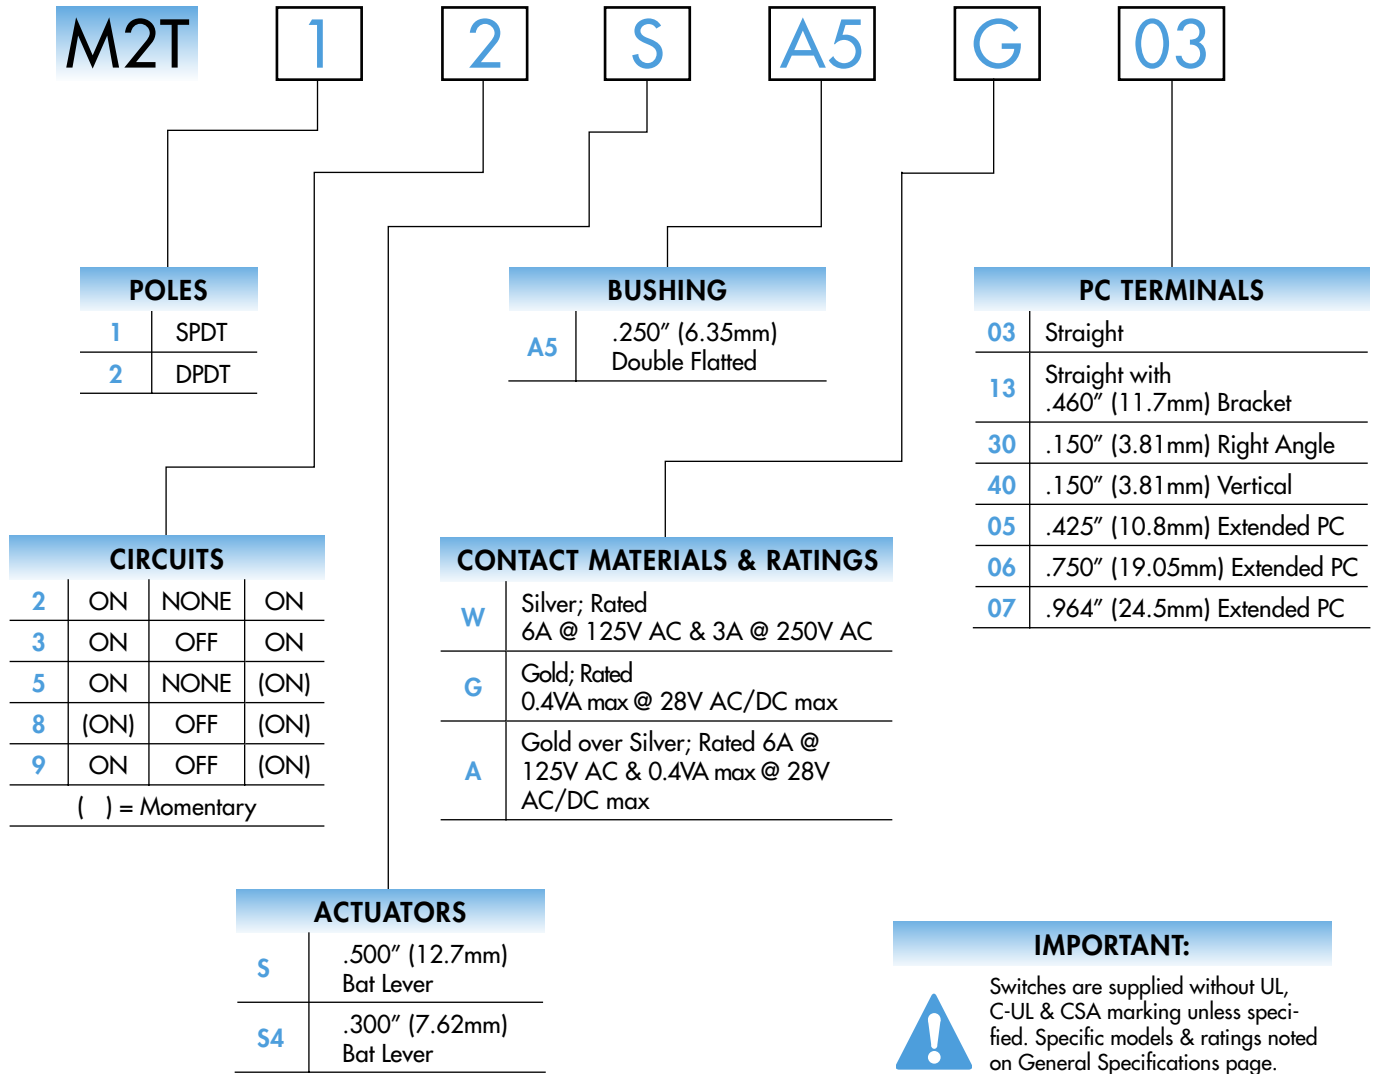 M2T 1 2 S A5 G 03
POLES
1 SPDT
2 DPDT
BUSHING
A5 .250″ (6.35mm)
Double Flatted
PC TERMINALS
03 Straight
13 Straight with
.460″ (11.7mm) Bracket
30 .150″ (3.81mm) Right Angle
40 .150″ (3.81mm) Vertical
05 .425″ (10.8mm) Extended PC
06 .750″ (19.05mm) Extended PC
07 .964″ (24.5mm) Extended PC
CIRCUITS
2 ON NONE ON
3 ON OFF ON
5 ON NONE (ON)
8 (ON) OFF (ON)
9 ON OFF (ON)
( ) = Momentary
CONTACT MATERIALS & RATINGS
W Silver; Rated
6A @ 125V AC & 3A @ 250V AC
G Gold; Rated
0.4VA max @ 28V AC/DC max
A Gold over Silver; Rated 6A @
125V AC & 0.4VA max @ 28V
AC/DC max
ACTUATORS
S .500″ (12.7mm)
Bat Lever
S4 .300″ (7.62mm)
Bat Lever
IMPORTANT:
Switches are supplied without UL,
C-UL & CSA marking unless speci-
fied. Specific models & ratings noted
on General Specifications page.